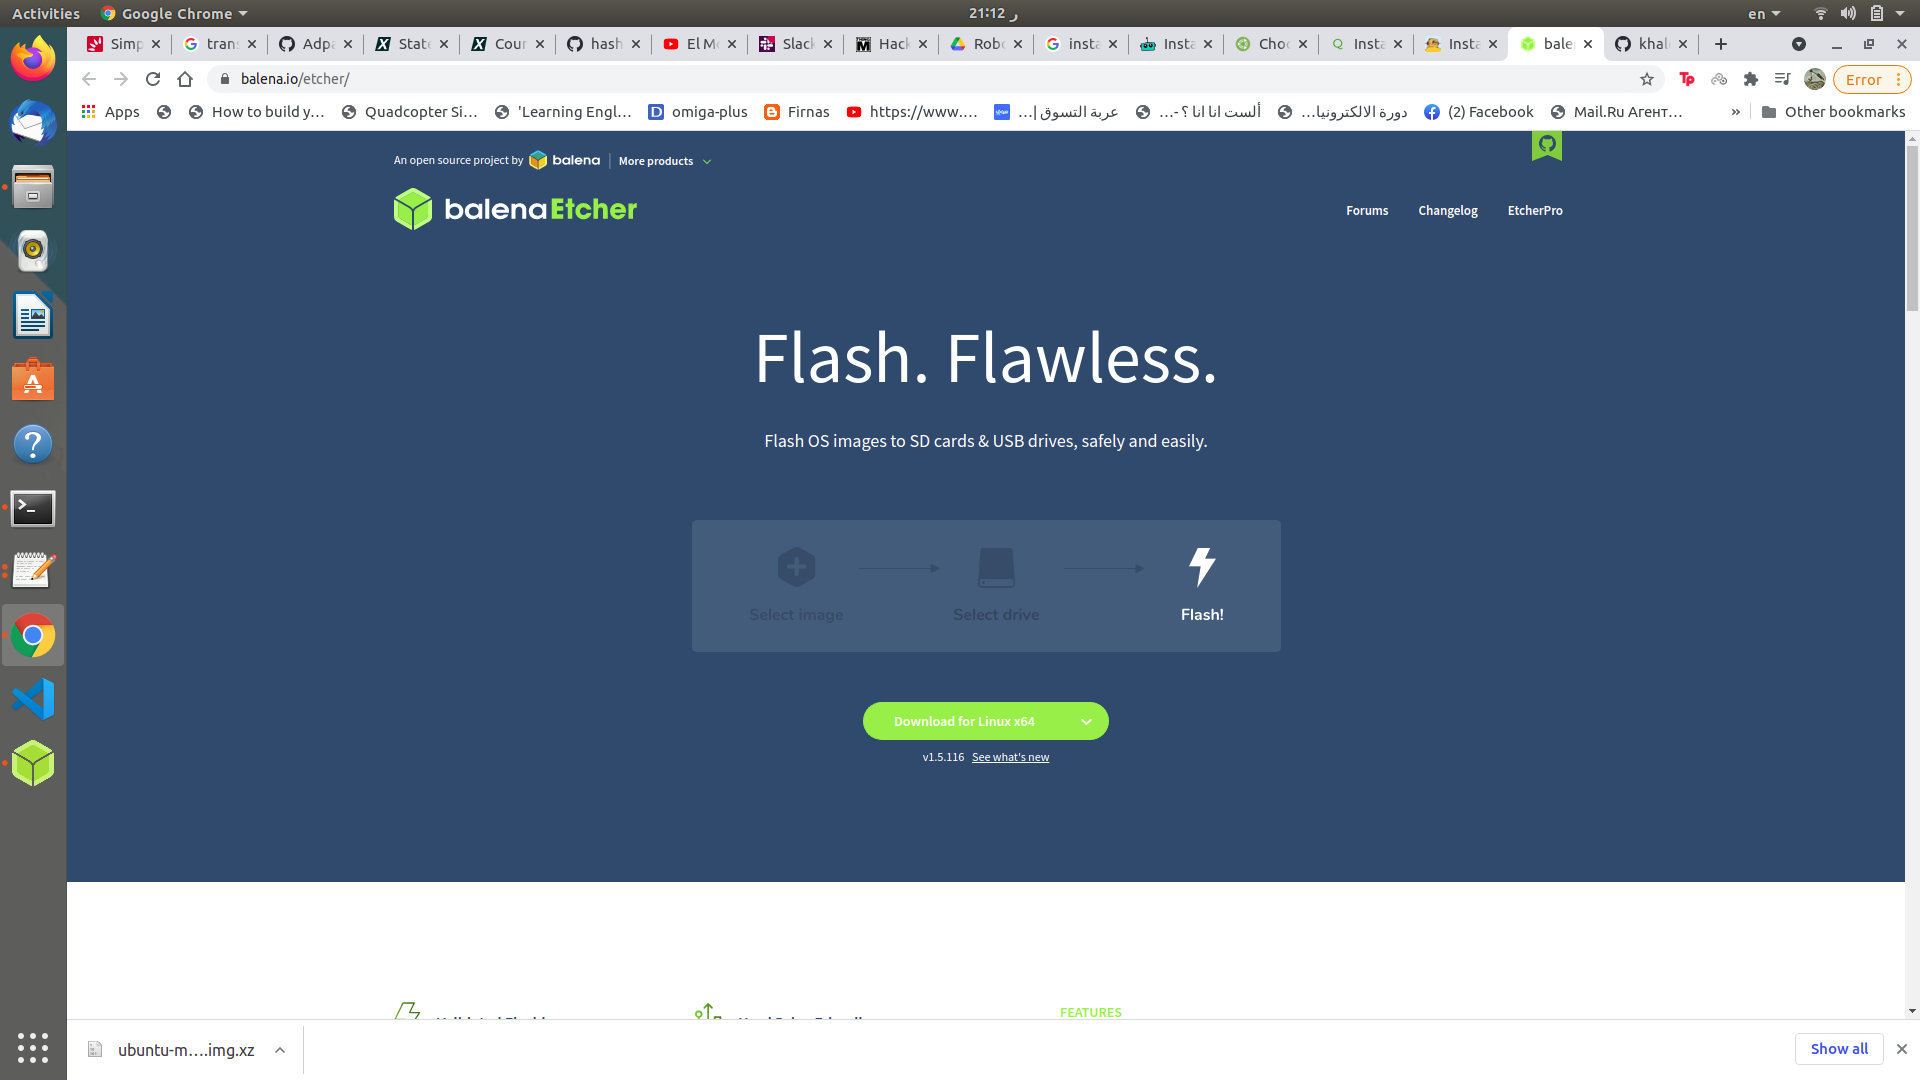 Activities Google Chrome 21:12 ر en
Simp tran Adpa State Cour hash El Mo Slack Hack Robo insta Insta Choo Insta Insta bale khal
balena.io/etcher/ Error
Apps How to build y... Quadcopter Si... 'Learning Engl... omiga-plus Firnas https://www.... عربة التسوق |... ألست انا انا ؟ -... دورة الالكترونيا... (2) Facebook Mail.Ru Агент... » Other bookmarks
An open source project by balena More products
balenaEtcher
Forums Changelog EtcherPro
Flash. Flawless.
Flash OS images to SD cards & USB drives, safely and easily.
Select image Select drive Flash!
Download for Linux x64
v1.5.116 See what's new
FEATURES
ubuntu-m....img.xz Show all